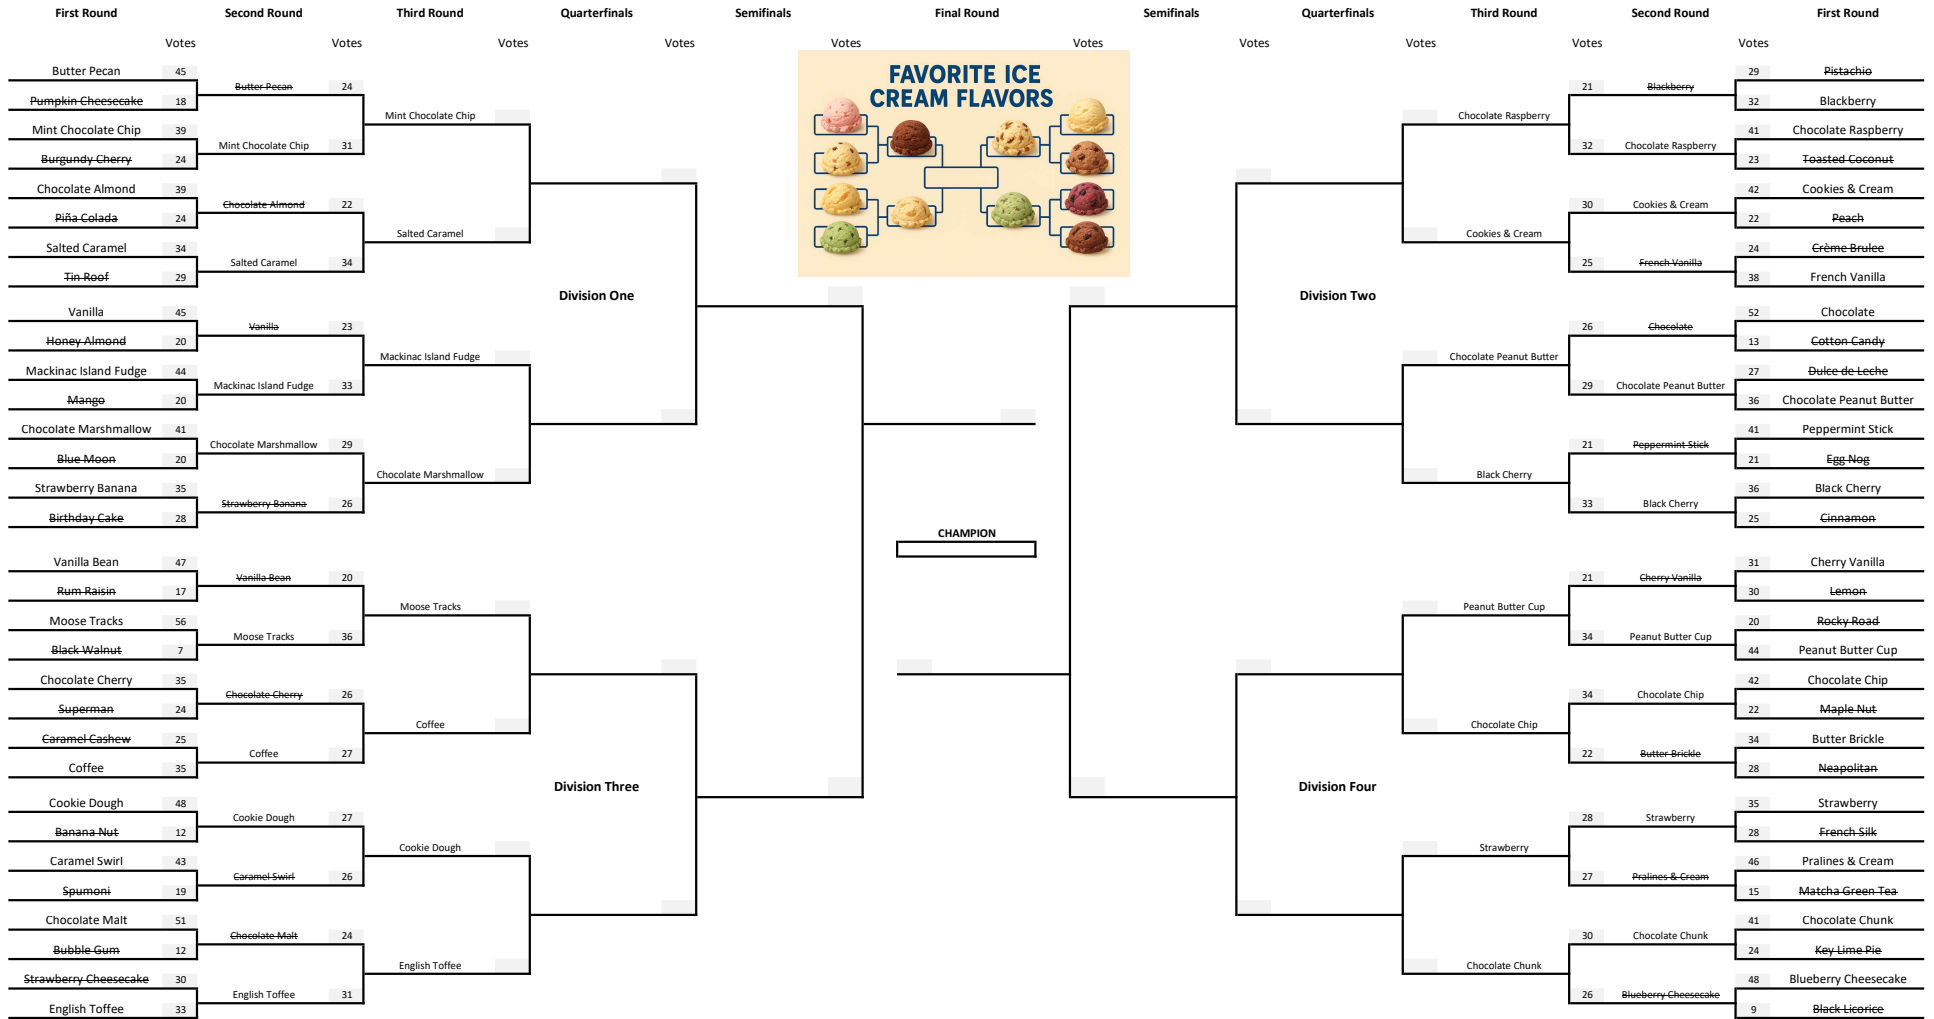 First Round Second Round Third Round Quarterfinals Semifinals Final Round Semifinals Quarterfinals Third Round Second Round First Round
Votes Votes Votes Votes Votes Votes Votes Votes Votes Votes
FAVORITE ICE
CREAM FLAVORS
Butter Pecan 45
Pumpkin Cheesecake 18
Mint Chocolate Chip 39
Burgundy Cherry 24
Chocolate Almond 39
Piña Colada 24
Salted Caramel 34
Tin Roof 29
Vanilla 45
Honey Almond 20
Mackinac Island Fudge 44
Mango 20
Chocolate Marshmallow 41
Blue Moon 20
Strawberry Banana 35
Birthday Cake 28
Butter Pecan 24
Mint Chocolate Chip 31
Chocolate Almond 22
Salted Caramel 34
Vanilla 23
Mackinac Island Fudge 33
Chocolate Marshmallow 29
Strawberry Banana 26
Mint Chocolate Chip
Salted Caramel
Mackinac Island Fudge
Chocolate Marshmallow
Division One
Vanilla Bean 47
Rum Raisin 17
Moose Tracks 56
Black Walnut 7
Chocolate Cherry 35
Superman 24
Caramel Cashew 25
Coffee 35
Cookie Dough 48
Banana Nut 12
Caramel Swirl 43
Spumoni 19
Chocolate Malt 51
Bubble Gum 12
Strawberry Cheesecake 30
English Toffee 33
Vanilla Bean 20
Moose Tracks 36
Chocolate Cherry 26
Coffee 27
Cookie Dough 27
Caramel Swirl 26
Chocolate Malt 24
English Toffee 31
Moose Tracks
Coffee
Cookie Dough
English Toffee
Division Three
CHAMPION
Division Two
Chocolate Raspberry
Cookies & Cream
Chocolate Peanut Butter
Black Cherry
21 Blackberry
32 Chocolate Raspberry
30 Cookies & Cream
25 French Vanilla
26 Chocolate
29 Chocolate Peanut Butter
21 Peppermint Stick
33 Black Cherry
29 Pistachio
32 Blackberry
41 Chocolate Raspberry
23 Toasted Coconut
42 Cookies & Cream
22 Peach
24 Crème Brulee
38 French Vanilla
52 Chocolate
13 Cotton Candy
27 Dulce de Leche
36 Chocolate Peanut Butter
41 Peppermint Stick
21 Egg Nog
36 Black Cherry
25 Cinnamon
Division Four
Peanut Butter Cup
Chocolate Chip
Strawberry
Chocolate Chunk
21 Cherry Vanilla
34 Peanut Butter Cup
34 Chocolate Chip
22 Butter Brickle
28 Strawberry
27 Pralines & Cream
30 Chocolate Chunk
26 Blueberry Cheesecake
31 Cherry Vanilla
30 Lemon
20 Rocky Road
44 Peanut Butter Cup
42 Chocolate Chip
22 Maple Nut
34 Butter Brickle
28 Neapolitan
35 Strawberry
28 French Silk
46 Pralines & Cream
15 Matcha Green Tea
41 Chocolate Chunk
24 Key Lime Pie
48 Blueberry Cheesecake
9 Black Licorice